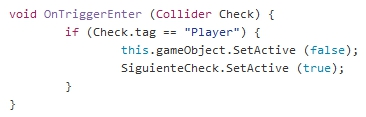 void OnTriggerEnter (Collider Check) {
if (Check.tag == "Player") {
this.gameObject.SetActive (false);
SiguienteCheck.SetActive (true);
}
}